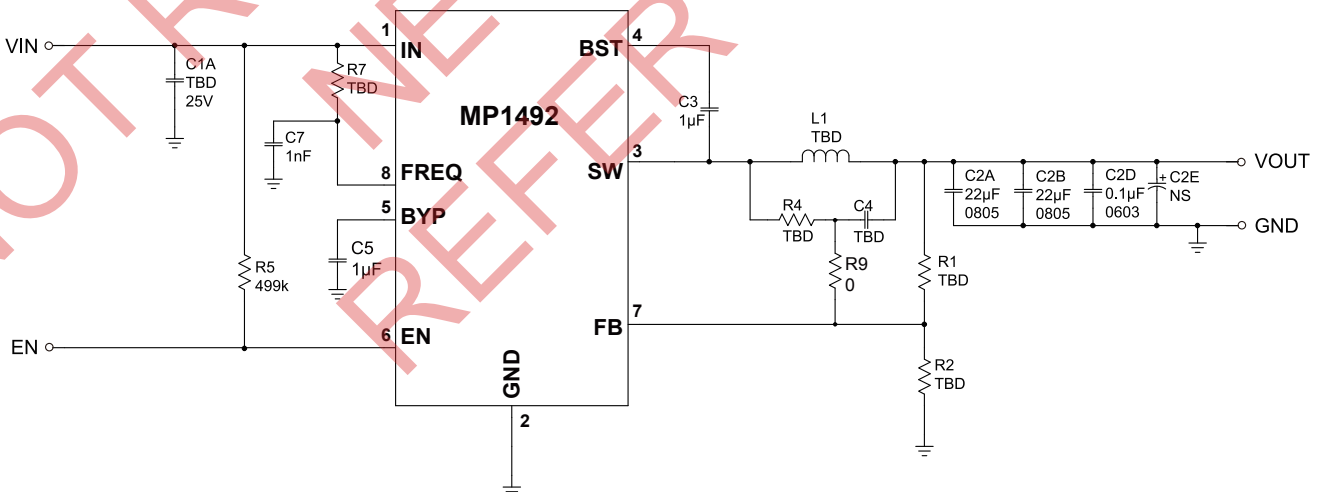 VIN
C1A
TBD
25V
R7
TBD
C7
1nF
R5
499k
C5
1µF
EN
1
IN
8
FREQ
5
BYP
6
EN
MP1492
GND
2
BST
4
SW
3
FB
7
C3
1µF
L1
TBD
R4
TBD
C4
TBD
R9
0
R1
TBD
R2
TBD
C2A
22µF
0805
C2B
22µF
0805
C2D
0.1µF
0603
+
C2E
NS
VOUT
GND
REFER